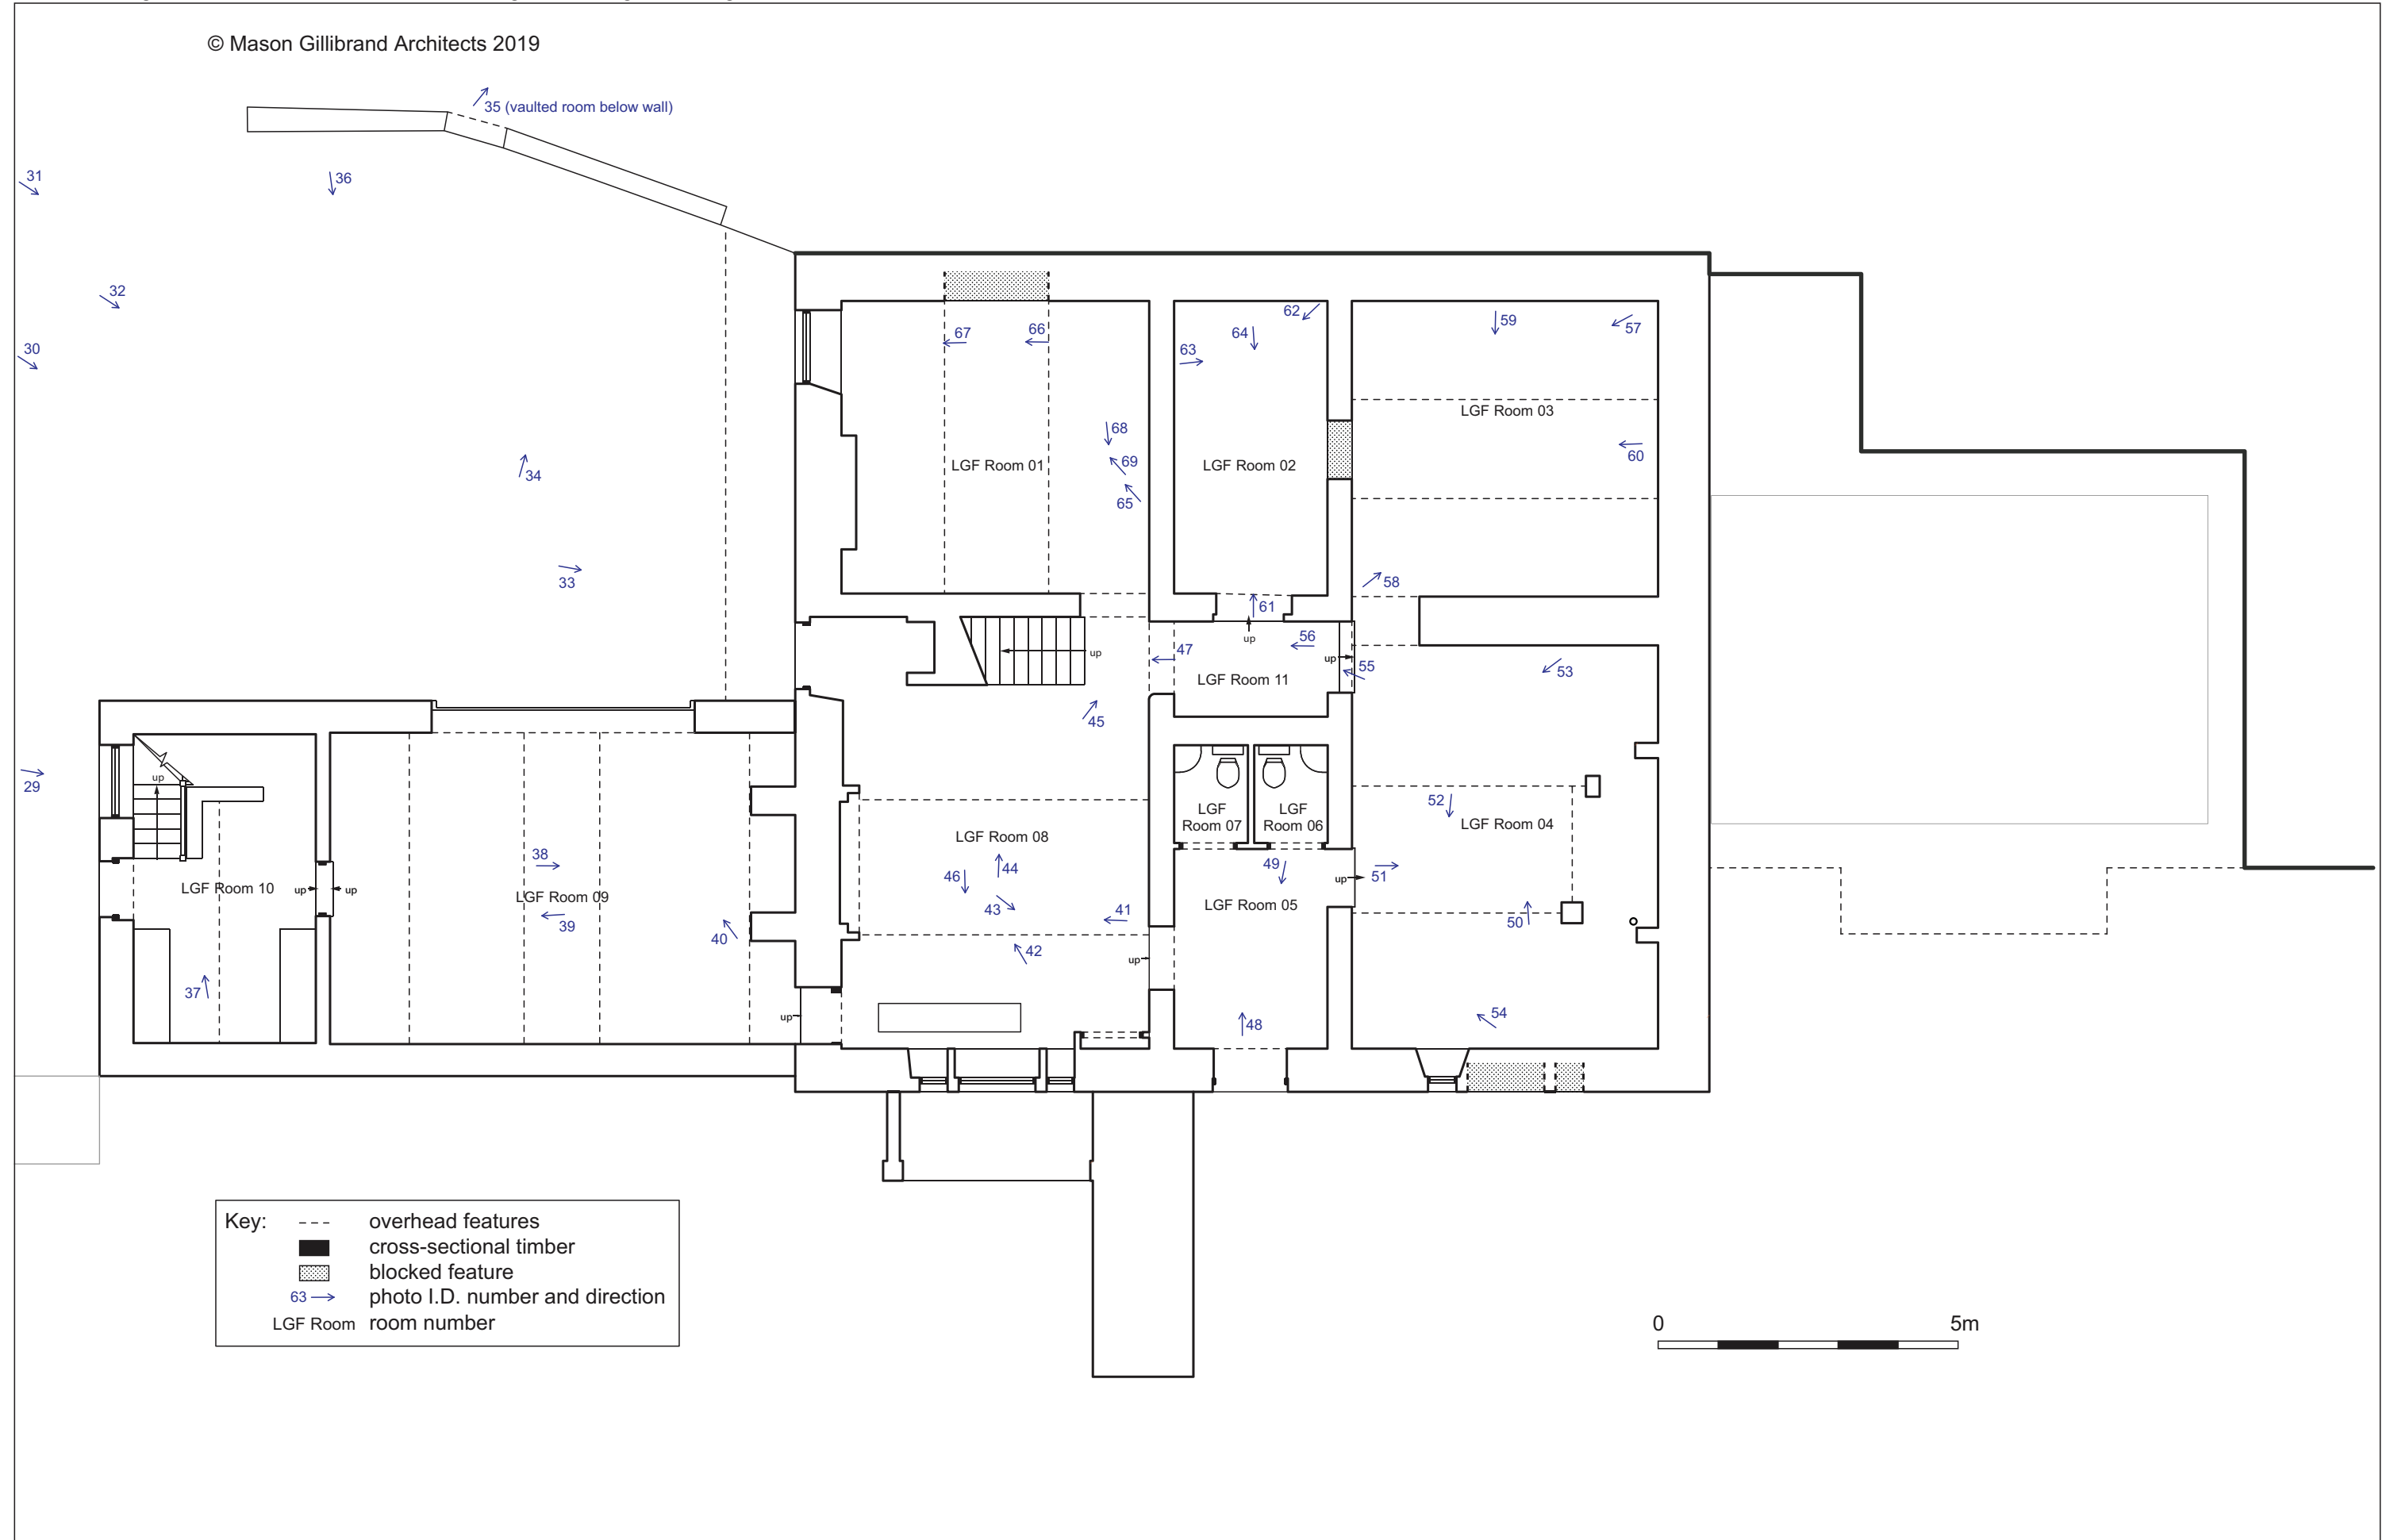 © Mason Gillibrand Architects 2019
35 (vaulted room below wall)
31
36
32
30
34
33
29
67
66
68
LGF Room 01
69
65
62
64
63
LGF Room 02
61
up
59
57
LGF Room 03
60
58
up
47
56
up
55
LGF Room 11
53
45
up
LGF Room 10
up
up
37
38
LGF Room 09
39
40
up
LGF Room 08
46
44
43
41
42
up
LGF
Room 07
LGF
Room 06
49
LGF Room 05
48
up
51
52
LGF Room 04
50
54
Key:
overhead features
cross-sectional timber
blocked feature
63
photo I.D. number and direction
LGF Room
room number
0
5m